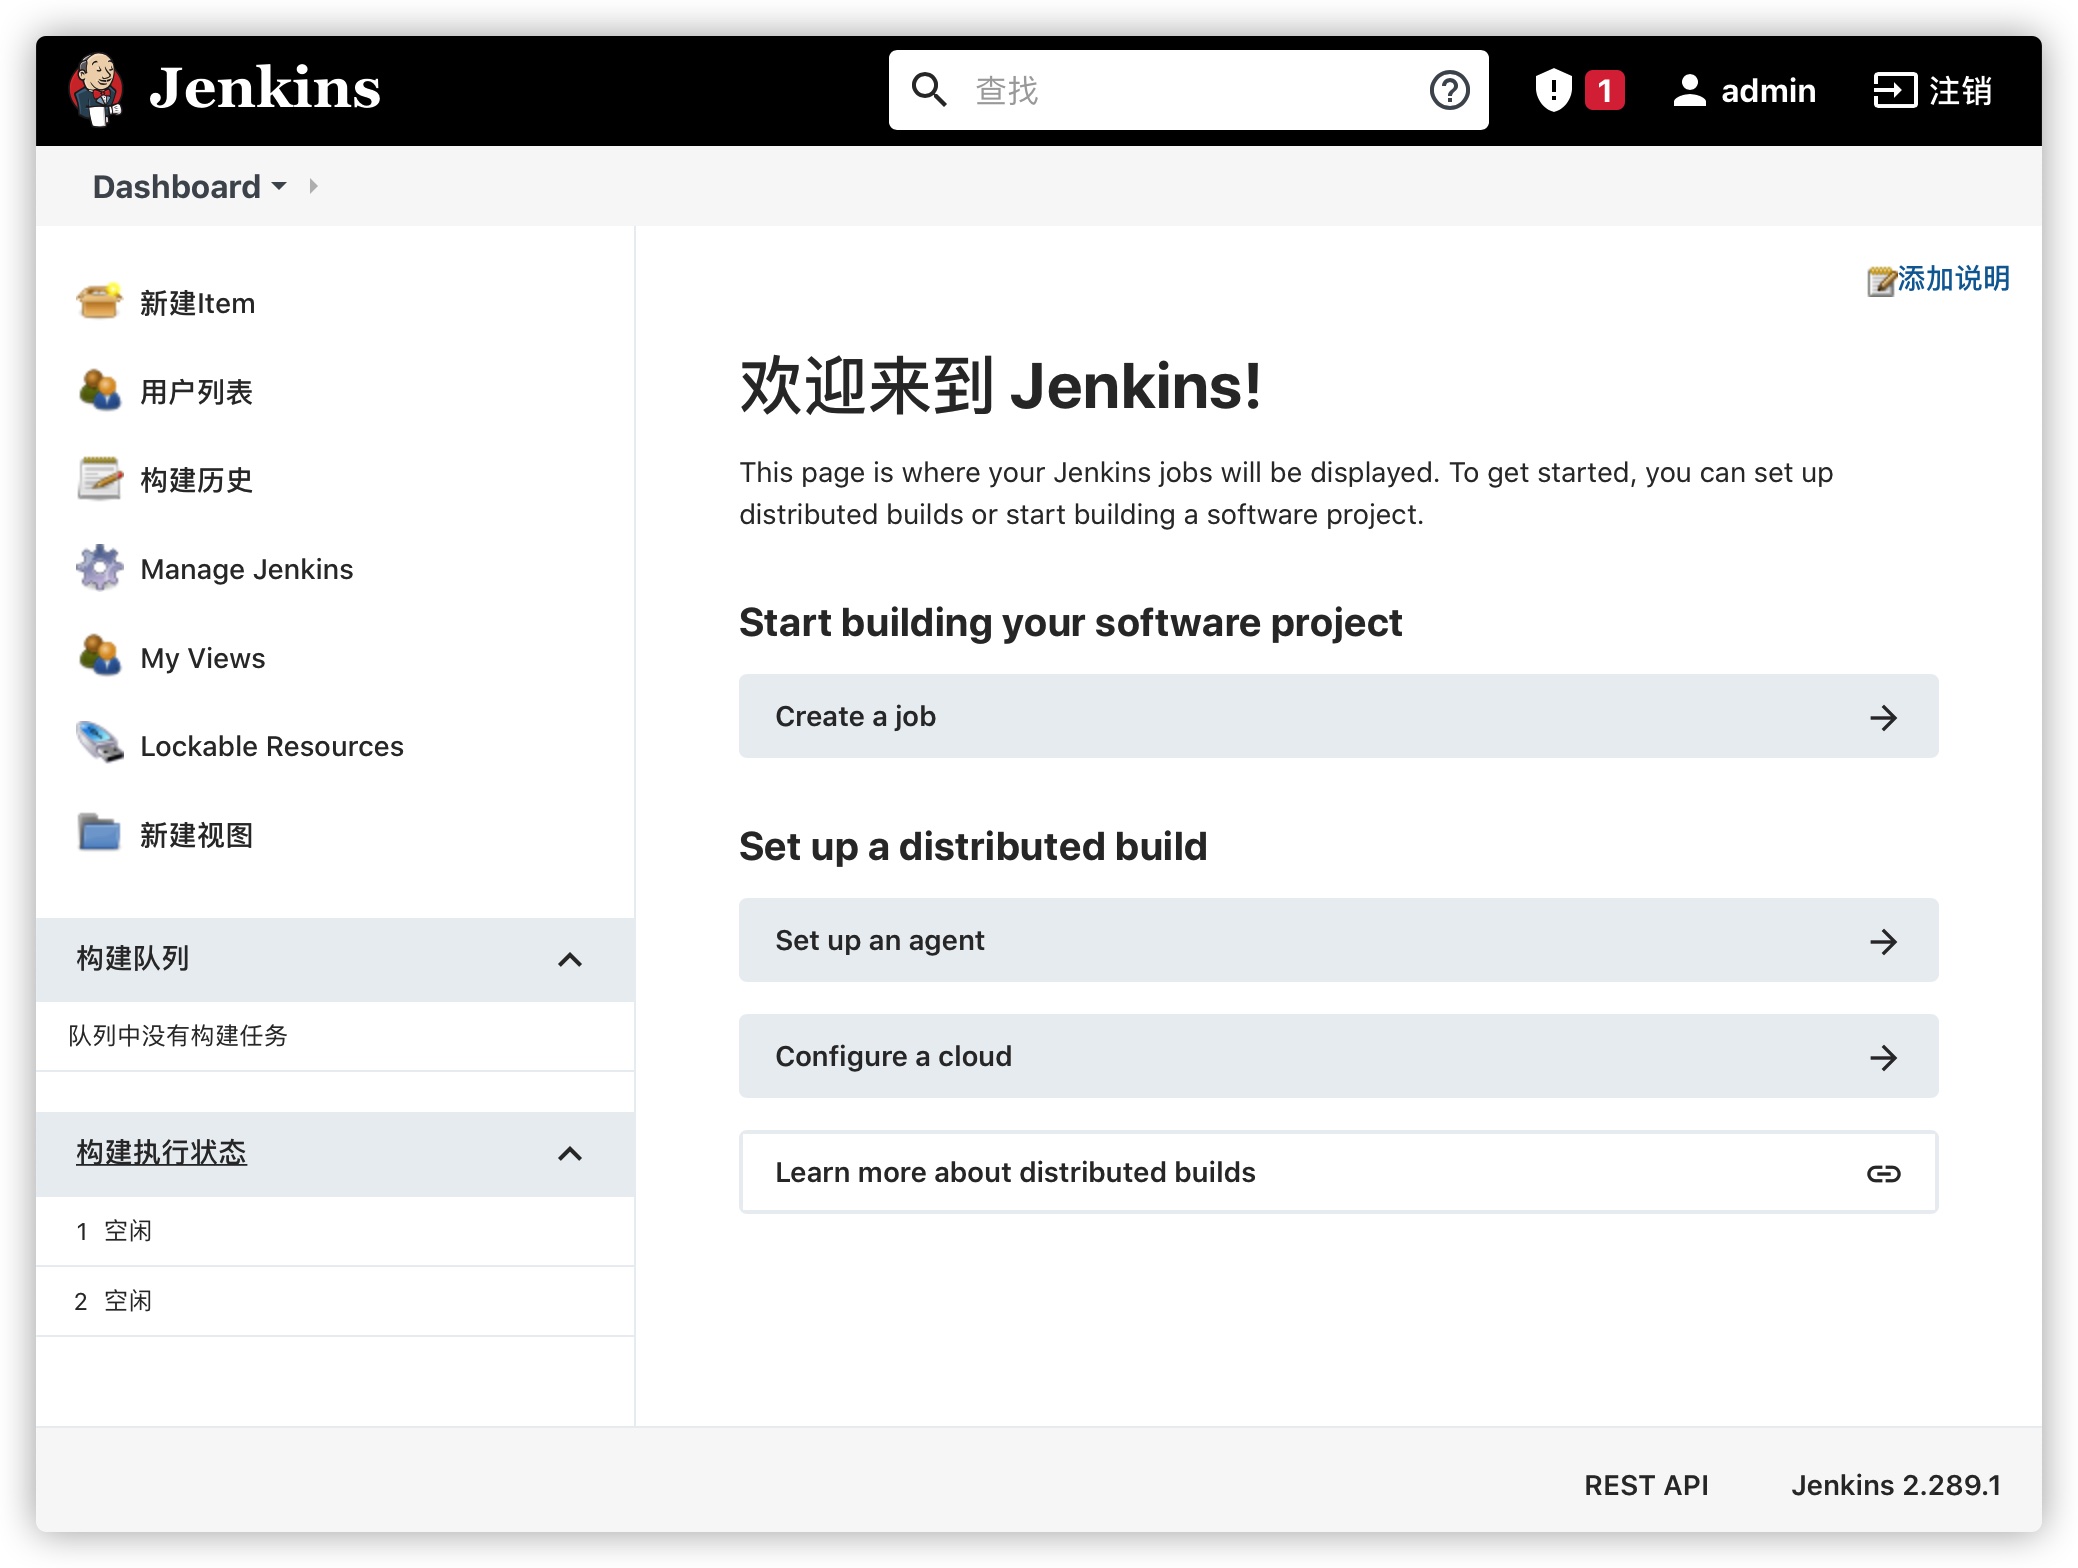 Jenkins
查找
1
admin
注销
Dashboard
新建Item
用户列表
构建历史
Manage Jenkins
My Views
Lockable Resources
新建视图
构建队列
队列中没有构建任务
构建执行状态
1 空闲
2 空闲
添加说明
欢迎来到 Jenkins!
This page is where your Jenkins jobs will be displayed. To get started, you can set up
distributed builds or start building a software project.
Start building your software project
Create a job
Set up a distributed build
Set up an agent
Configure a cloud
Learn more about distributed builds
REST API
Jenkins 2.289.1